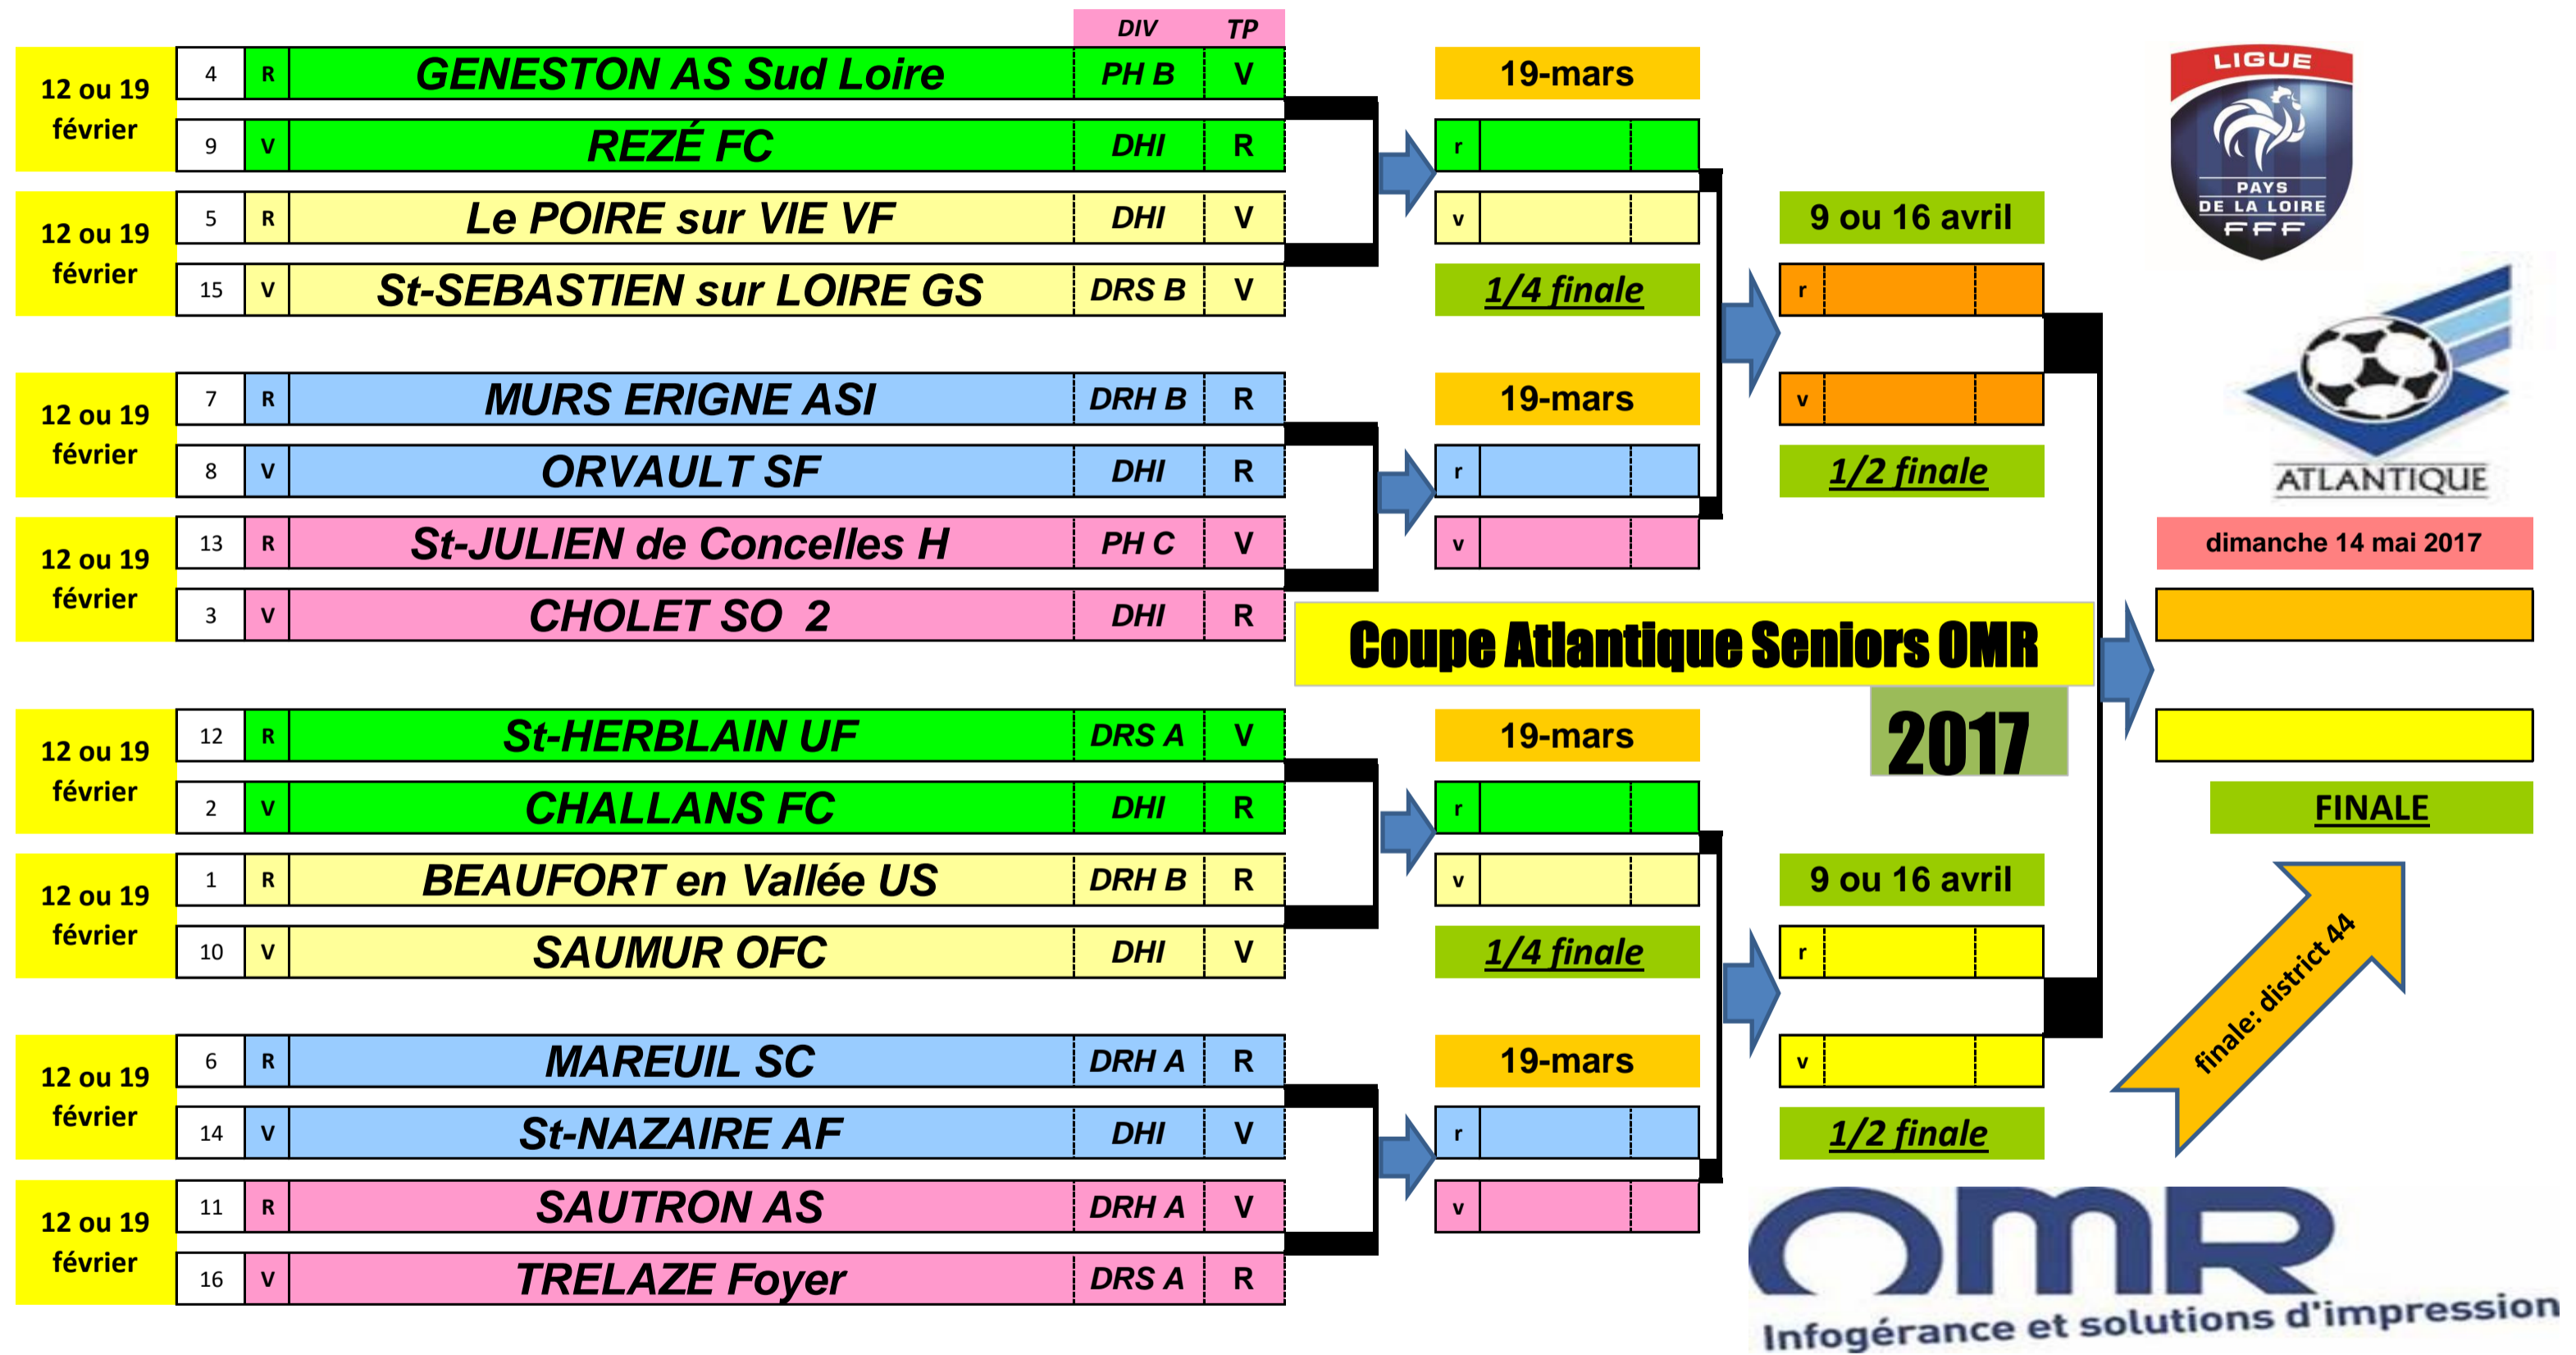 DIV TP
12 ou 19 février
4 R GENESTON AS Sud Loire PH B V
9 V REZÉ FC DHI R
12 ou 19 février
5 R Le POIRE sur VIE VF DHI V
15 V St-SEBASTIEN sur LOIRE GS DRS B V
12 ou 19 février
7 R MURS ERIGNE ASI DRH B R
8 V ORVAULT SF DHI R
12 ou 19 février
13 R St-JULIEN de Concelles H PH C V
3 V CHOLET SO 2 DHI R
12 ou 19 février
12 R St-HERBLAIN UF DRS A V
2 V CHALLANS FC DHI R
12 ou 19 février
1 R BEAUFORT en Vallée US DRH B R
10 V SAUMUR OFC DHI V
12 ou 19 février
6 R MAREUIL SC DRH A R
14 V St-NAZAIRE AF DHI V
12 ou 19 février
11 R SAUTRON AS DRH A V
16 V TRELAZE Foyer DRS A R
19-mars
r
v
1/4 finale
19-mars
r
v
19-mars
r
v
1/4 finale
19-mars
r
v
9 ou 16 avril
r
v
1/2 finale
Coupe Atlantique Seniors OMR
2017
9 ou 16 avril
r
v
1/2 finale
LIGUE
PAYS
DE LA LOIRE
FFF
ATLANTIQUE
dimanche 14 mai 2017
FINALE
finale: district 44
OMR
Infogérance et solutions d'impression